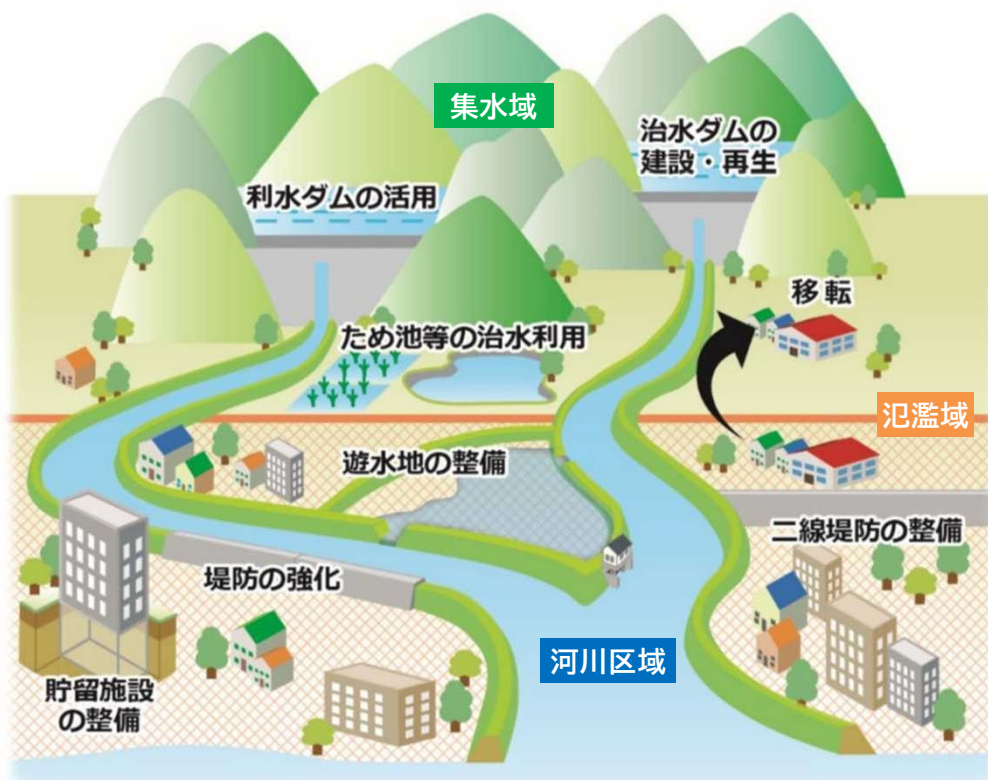 集水域
治水ダムの
建設・再生
利水ダムの活用
移転
ため池等の治水利用
氾濫域
遊水地の整備
二線堤防の整備
堤防の強化
河川区域
貯留施設
の整備